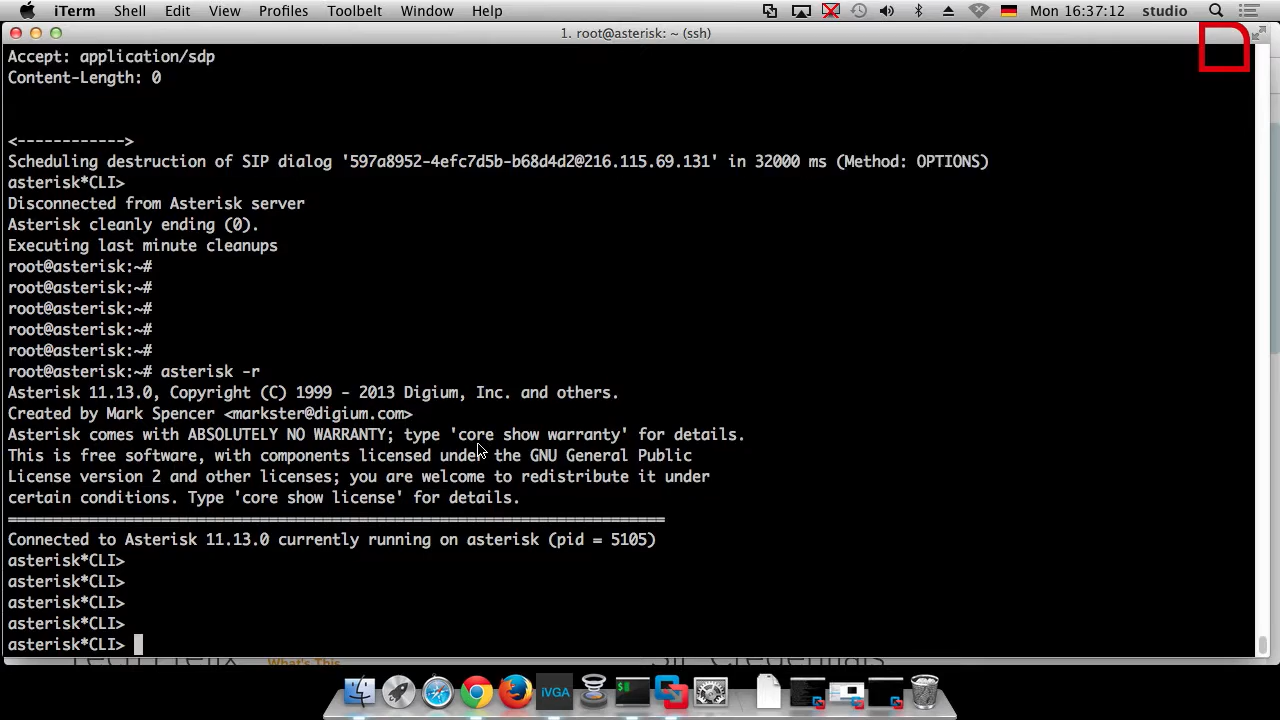 iTerm Shell Edit View Profiles Toolbelt Window Help Mon 16:37:12 studio
1. root@asterisk: ~ (ssh)
Accept: application/sdp
Content-Length: 0
<------------>
Scheduling destruction of SIP dialog '597a8952-4efc7d5b-b68d4d2@216.115.69.131' in 32000 ms (Method: OPTIONS)
asterisk*CLI>
Disconnected from Asterisk server
Asterisk cleanly ending (0).
Executing last minute cleanups
root@asterisk:~#
root@asterisk:~#
root@asterisk:~#
root@asterisk:~#
root@asterisk:~#
root@asterisk:~# asterisk -r
Asterisk 11.13.0, Copyright (C) 1999 - 2013 Digium, Inc. and others.
Created by Mark Spencer <markster@digium.com>
Asterisk comes with ABSOLUTELY NO WARRANTY; type 'core show warranty' for details.
This is free software, with components licensed under the GNU General Public
License version 2 and other licenses; you are welcome to redistribute it under
certain conditions. Type 'core show license' for details.
=========================================================================
Connected to Asterisk 11.13.0 currently running on asterisk (pid = 5105)
asterisk*CLI>
asterisk*CLI>
asterisk*CLI>
asterisk*CLI>
asterisk*CLI>
What's This
iVGA